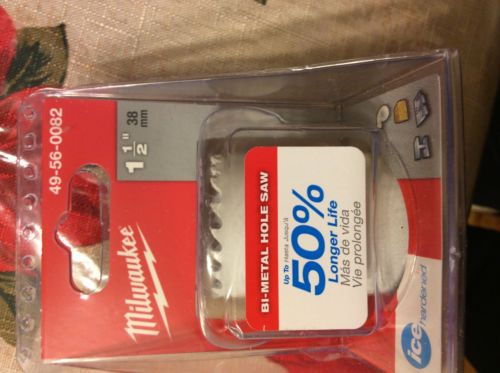 49-56-0082
1 1/2"
38
mm
Milwaukee
BI-METAL HOLE SAW
Up To Hasta Jusqu'À
50%
Longer Life
Más de vida
Vie prolongée
ice
hardened